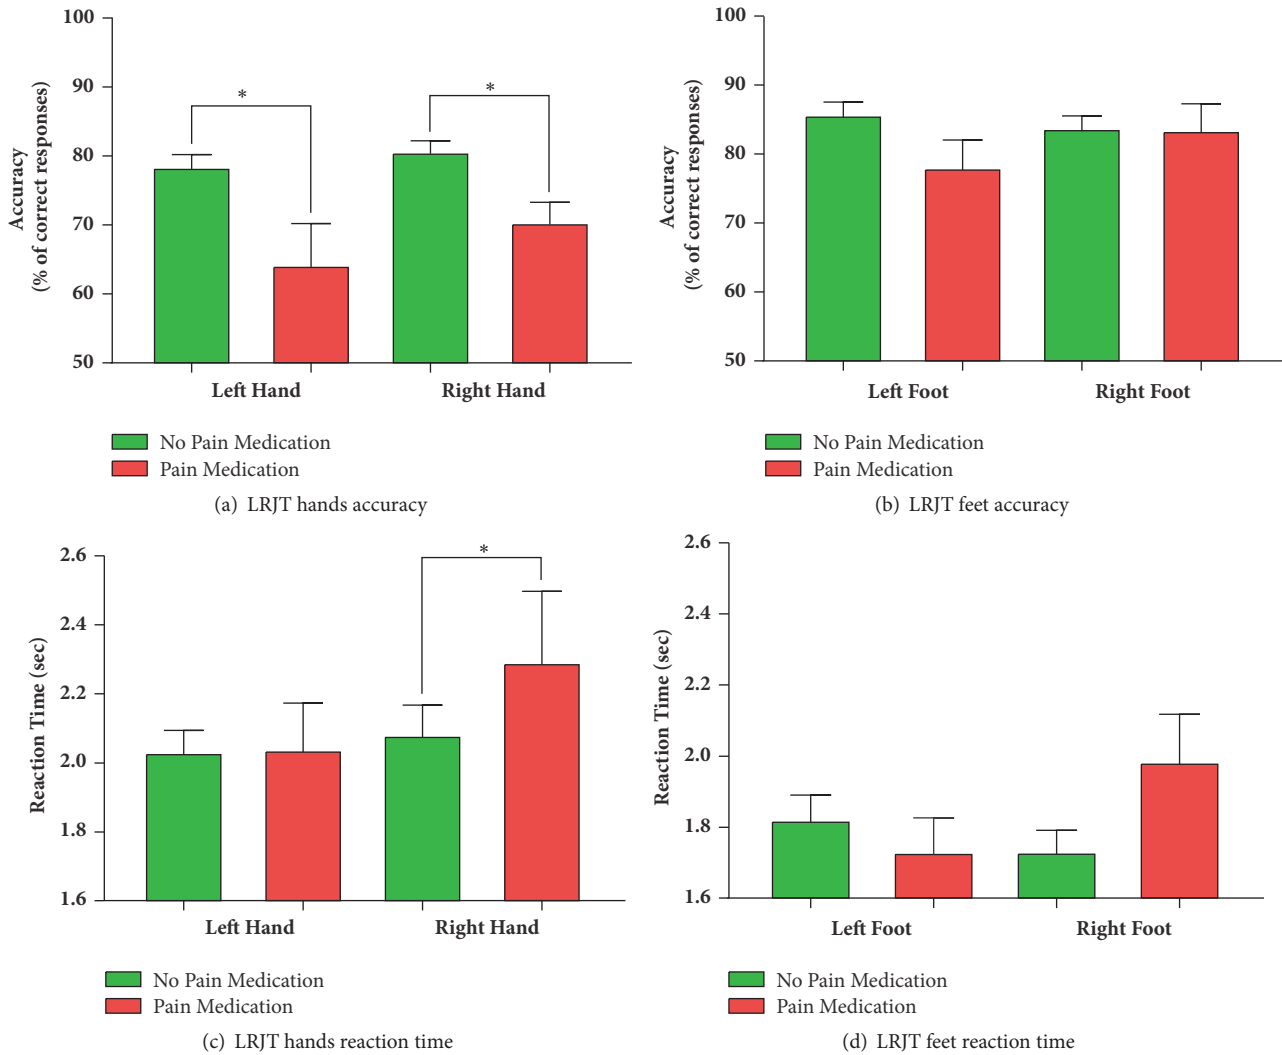 100
90
80
70
60
50
Accuracy
(% of correct responses)
*
*
Left Hand
Right Hand
No Pain Medication
Pain Medication
(a) LRJT hands accuracy
100
90
80
70
60
50
Accuracy
(% of correct responses)
Left Foot
Right Foot
No Pain Medication
Pain Medication
(b) LRJT feet accuracy
2.6
2.4
2.2
2.0
1.8
1.6
Reaction Time (sec)
*
Left Hand
Right Hand
No Pain Medication
Pain Medication
(c) LRJT hands reaction time
2.6
2.4
2.2
2.0
1.8
1.6
Reaction Time (sec)
Left Foot
Right Foot
No Pain Medication
Pain Medication
(d) LRJT feet reaction time